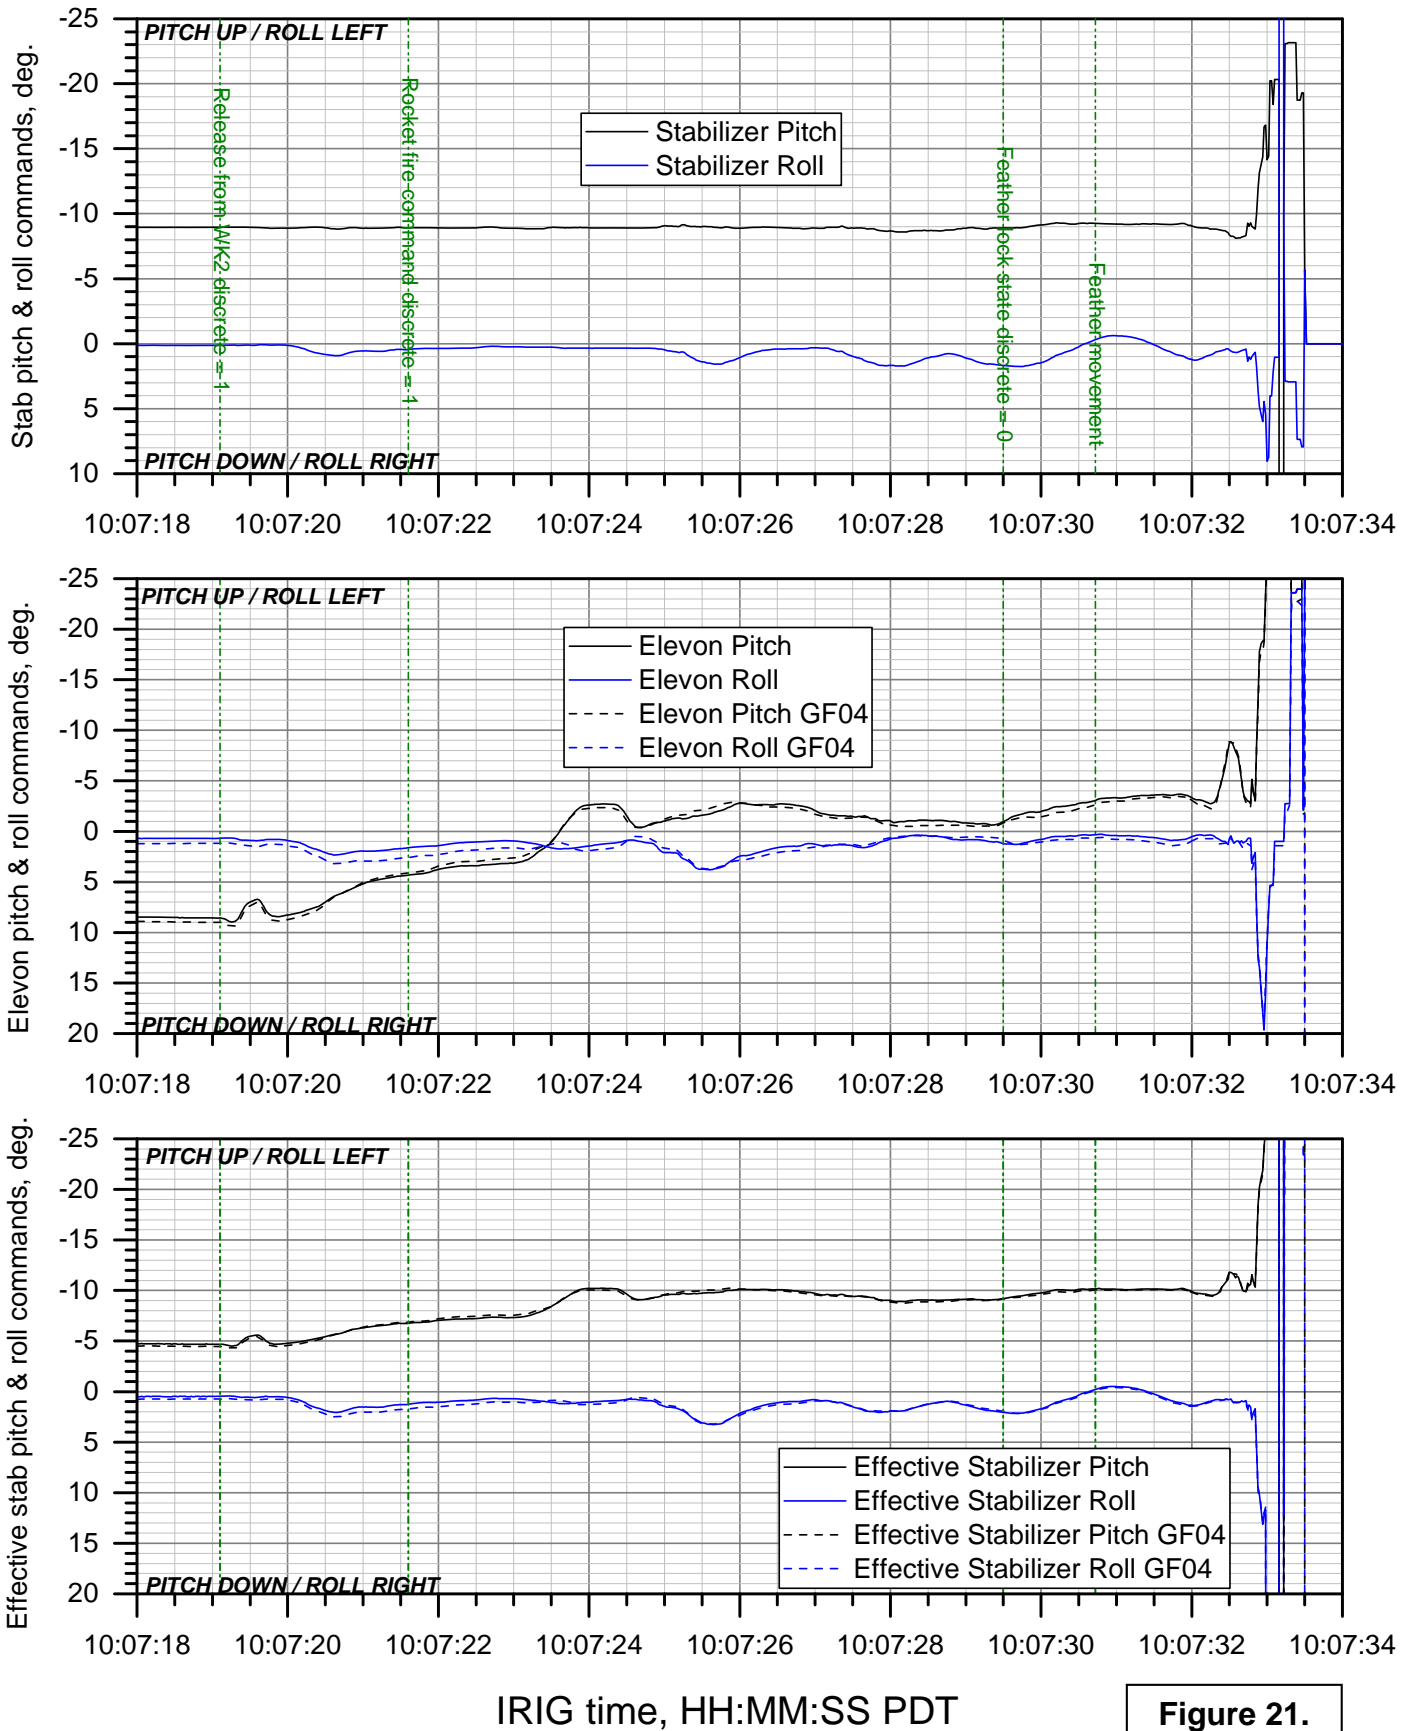 Stab pitch & roll commands, deg.
-25
-20
-15
-10
-5
0
5
10
PITCH UP / ROLL LEFT
Release from WK2 discrete = 1
Rocket fire command discrete = 1
Stabilizer Pitch
Stabilizer Roll
Feather lock state discrete = 0
Feather movement
PITCH DOWN / ROLL RIGHT
10:07:18 10:07:20 10:07:22 10:07:24 10:07:26 10:07:28 10:07:30 10:07:32 10:07:34
Elevon pitch & roll commands, deg.
-25
-20
-15
-10
-5
0
5
10
15
20
PITCH UP / ROLL LEFT
Elevon Pitch
Elevon Roll
Elevon Pitch GF04
Elevon Roll GF04
PITCH DOWN / ROLL RIGHT
10:07:18 10:07:20 10:07:22 10:07:24 10:07:26 10:07:28 10:07:30 10:07:32 10:07:34
Effective stab pitch & roll commands, deg.
-25
-20
-15
-10
-5
0
5
10
15
20
PITCH UP / ROLL LEFT
Effective Stabilizer Pitch
Effective Stabilizer Roll
Effective Stabilizer Pitch GF04
Effective Stabilizer Roll GF04
PITCH DOWN / ROLL RIGHT
10:07:18 10:07:20 10:07:22 10:07:24 10:07:26 10:07:28 10:07:30 10:07:32 10:07:34
IRIG time, HH:MM:SS PDT
Figure 21.